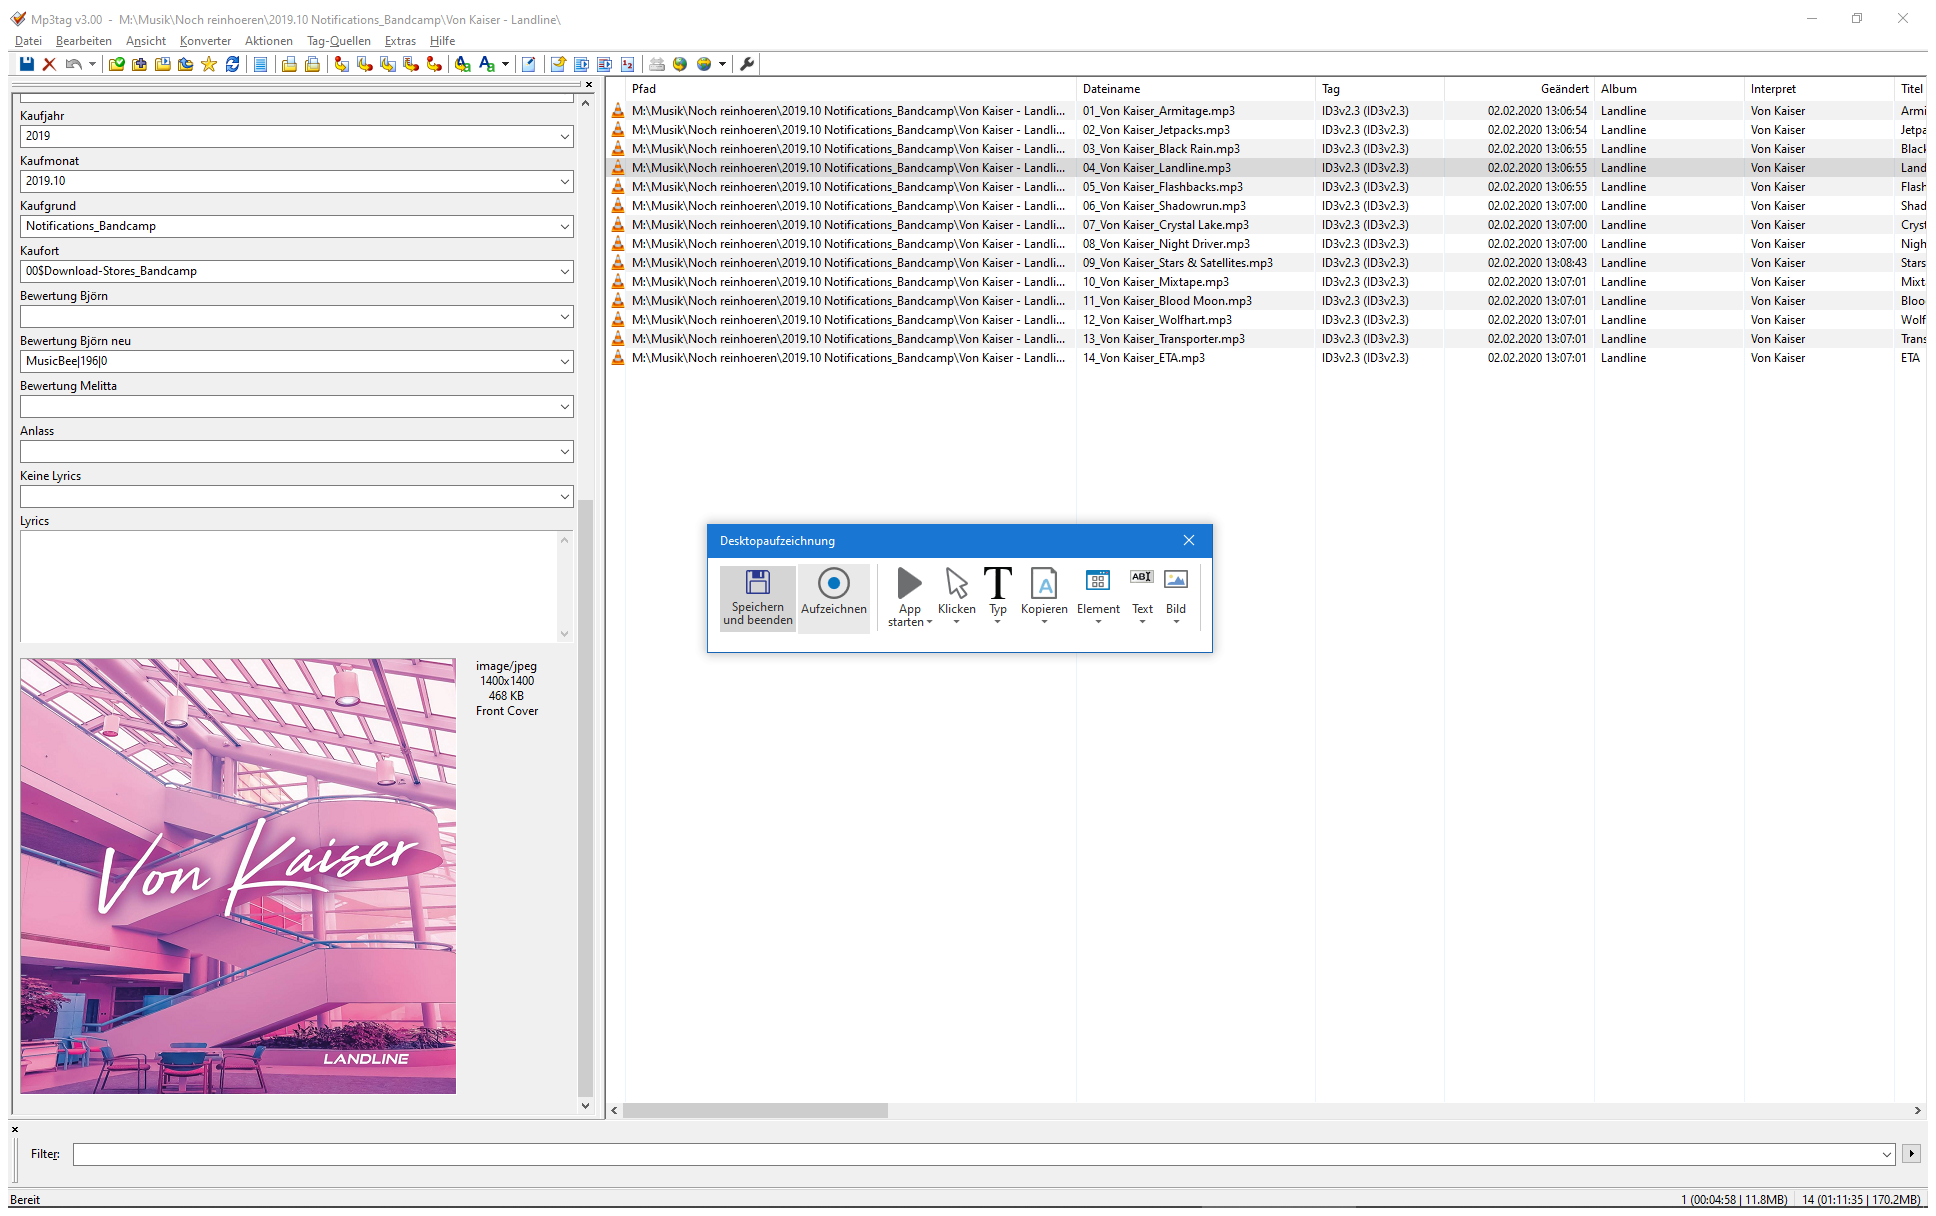 Mp3tag v3.00 - M:\Musik\Noch reinhoeren\2019.10 Notifications_Bandcamp\Von Kaiser - Landline\
Datei Bearbeiten Ansicht Konverter Aktionen Tag-Quellen Extras Hilfe
Kaufjahr
2019
Kaufmonat
2019.10
Kaufgrund
Notifications_Bandcamp
Kaufort
00$Download-Stores_Bandcamp
Bewertung Björn
Bewertung Björn neu
MusicBee|196|0
Bewertung Melitta
Anlass
Keine Lyrics
Lyrics
image/jpeg
1400x1400
468 KB
Front Cover
Von Kaiser
LANDLINE
Pfad Dateiname Tag Geändert Album Interpret Titel
M:\Musik\Noch reinhoeren\2019.10 Notifications_Bandcamp\Von Kaiser - Landli... 01_Von Kaiser_Armitage.mp3 ID3v2.3 (ID3v2.3) 02.02.2020 13:06:54 Landline Von Kaiser Armi
M:\Musik\Noch reinhoeren\2019.10 Notifications_Bandcamp\Von Kaiser - Landli... 02_Von Kaiser_Jetpacks.mp3 ID3v2.3 (ID3v2.3) 02.02.2020 13:06:54 Landline Von Kaiser Jetpa
M:\Musik\Noch reinhoeren\2019.10 Notifications_Bandcamp\Von Kaiser - Landli... 03_Von Kaiser_Black Rain.mp3 ID3v2.3 (ID3v2.3) 02.02.2020 13:06:55 Landline Von Kaiser Black
M:\Musik\Noch reinhoeren\2019.10 Notifications_Bandcamp\Von Kaiser - Landli... 04_Von Kaiser_Landline.mp3 ID3v2.3 (ID3v2.3) 02.02.2020 13:06:55 Landline Von Kaiser Land
M:\Musik\Noch reinhoeren\2019.10 Notifications_Bandcamp\Von Kaiser - Landli... 05_Von Kaiser_Flashbacks.mp3 ID3v2.3 (ID3v2.3) 02.02.2020 13:06:55 Landline Von Kaiser Flash
M:\Musik\Noch reinhoeren\2019.10 Notifications_Bandcamp\Von Kaiser - Landli... 06_Von Kaiser_Shadowrun.mp3 ID3v2.3 (ID3v2.3) 02.02.2020 13:07:00 Landline Von Kaiser Shad
M:\Musik\Noch reinhoeren\2019.10 Notifications_Bandcamp\Von Kaiser - Landli... 07_Von Kaiser_Crystal Lake.mp3 ID3v2.3 (ID3v2.3) 02.02.2020 13:07:00 Landline Von Kaiser Cryst
M:\Musik\Noch reinhoeren\2019.10 Notifications_Bandcamp\Von Kaiser - Landli... 08_Von Kaiser_Night Driver.mp3 ID3v2.3 (ID3v2.3) 02.02.2020 13:07:00 Landline Von Kaiser Nigh
M:\Musik\Noch reinhoeren\2019.10 Notifications_Bandcamp\Von Kaiser - Landli... 09_Von Kaiser_Stars & Satellites.mp3 ID3v2.3 (ID3v2.3) 02.02.2020 13:08:43 Landline Von Kaiser Stars
M:\Musik\Noch reinhoeren\2019.10 Notifications_Bandcamp\Von Kaiser - Landli... 10_Von Kaiser_Mixtape.mp3 ID3v2.3 (ID3v2.3) 02.02.2020 13:07:01 Landline Von Kaiser Mixt
M:\Musik\Noch reinhoeren\2019.10 Notifications_Bandcamp\Von Kaiser - Landli... 11_Von Kaiser_Blood Moon.mp3 ID3v2.3 (ID3v2.3) 02.02.2020 13:07:01 Landline Von Kaiser Bloo
M:\Musik\Noch reinhoeren\2019.10 Notifications_Bandcamp\Von Kaiser - Landli... 12_Von Kaiser_Wolfhart.mp3 ID3v2.3 (ID3v2.3) 02.02.2020 13:07:01 Landline Von Kaiser Wolf
M:\Musik\Noch reinhoeren\2019.10 Notifications_Bandcamp\Von Kaiser - Landli... 13_Von Kaiser_Transporter.mp3 ID3v2.3 (ID3v2.3) 02.02.2020 13:07:01 Landline Von Kaiser Trans
M:\Musik\Noch reinhoeren\2019.10 Notifications_Bandcamp\Von Kaiser - Landli... 14_Von Kaiser_ETA.mp3 ID3v2.3 (ID3v2.3) 02.02.2020 13:07:01 Landline Von Kaiser ETA
Desktopaufzeichnung
Speichern und beenden Aufzeichnen App starten Klicken Typ Kopieren Element Text Bild
Filter:
Bereit 1 (00:04:58 | 11.8MB) 14 (01:11:35 | 170.2MB)